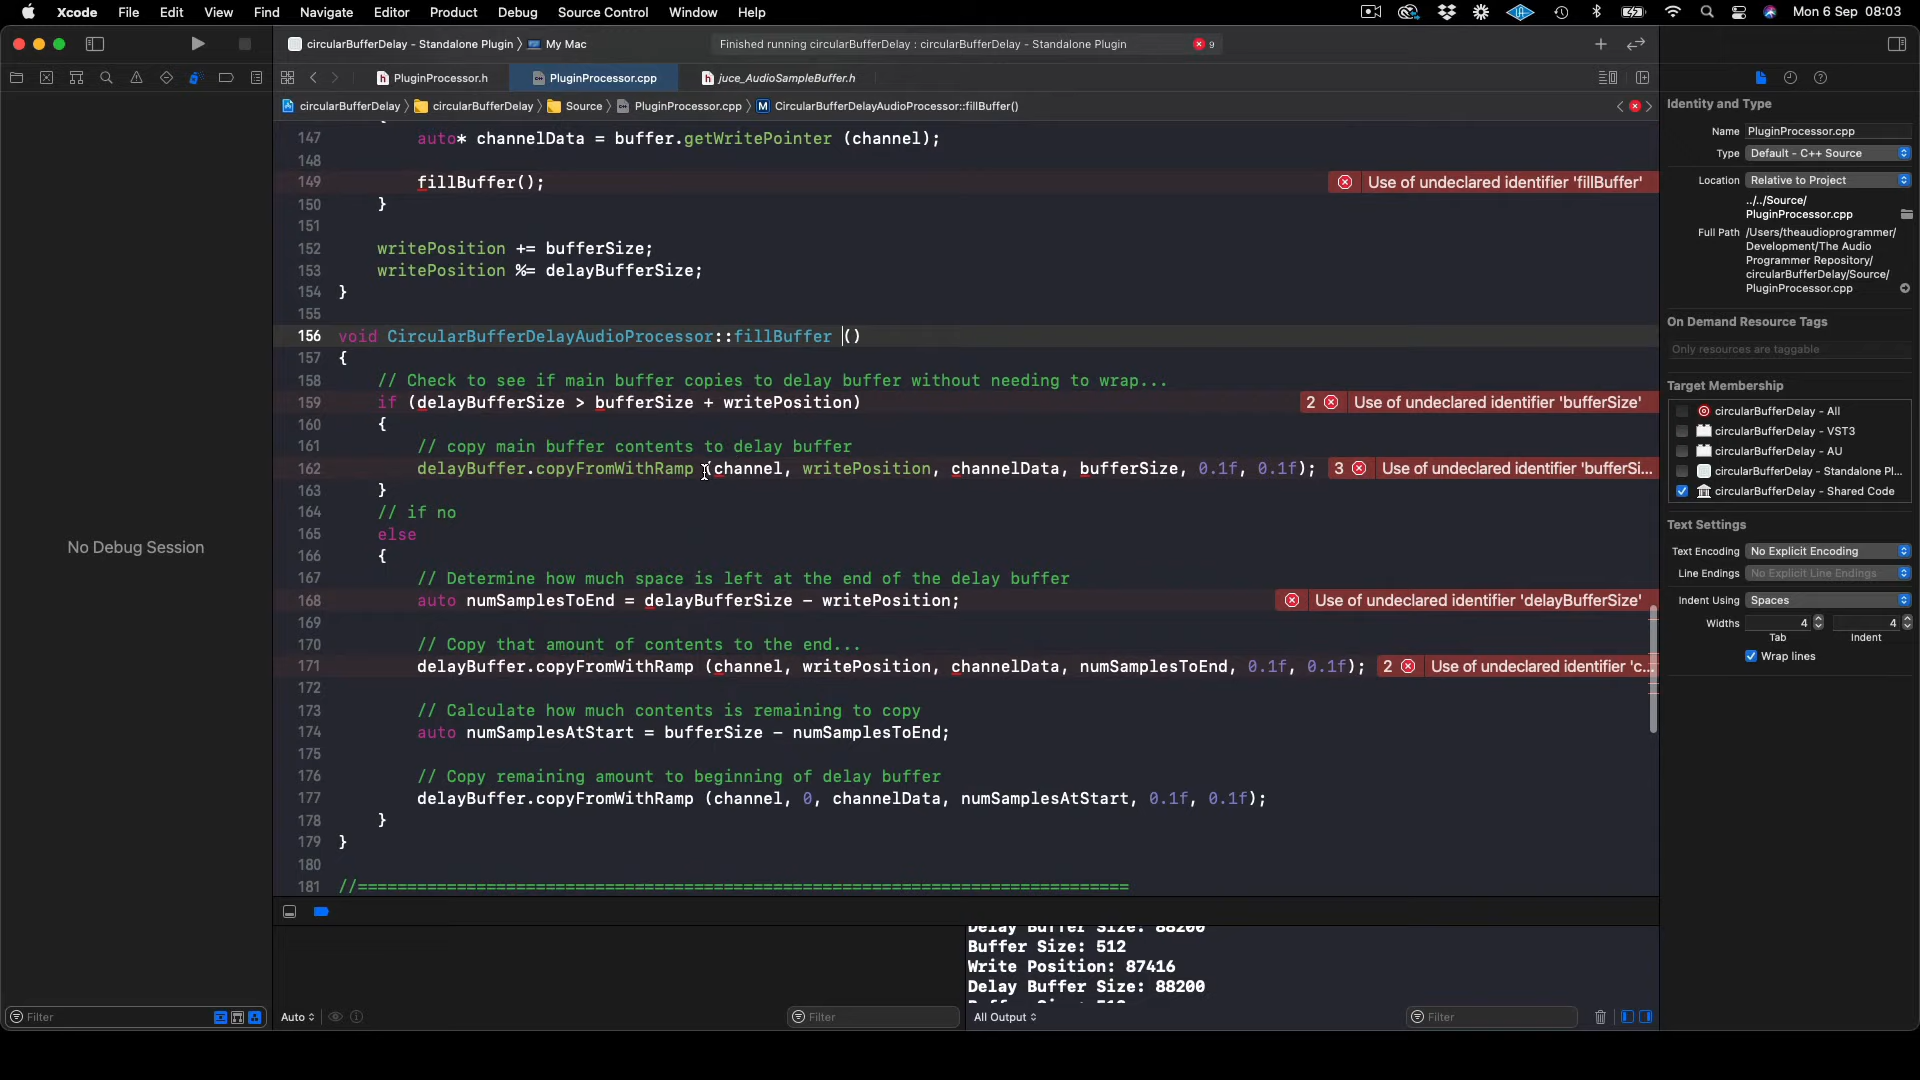 Xcode File Edit View Find Navigate Editor Product Debug Source Control Window Help Mon 6 Sep 08:03
circularBufferDelay - Standalone Plugin My Mac Finished running circularBufferDelay : circularBufferDelay - Standalone Plugin 9
PluginProcessor.h PluginProcessor.cpp juce_AudioSampleBuffer.h
circularBufferDelay circularBufferDelay Source PluginProcessor.cpp M CircularBufferDelayAudioProcessor::fillBuffer()
{
147 auto* channelData = buffer.getWritePointer (channel);
148
149 fillBuffer(); Use of undeclared identifier 'fillBuffer'
150 }
151
152 writePosition += bufferSize;
153 writePosition %= delayBufferSize;
154 }
155
156 void CircularBufferDelayAudioProcessor::fillBuffer ()
157 {
158 // Check to see if main buffer copies to delay buffer without needing to wrap...
159 if (delayBufferSize > bufferSize + writePosition) 2 Use of undeclared identifier 'bufferSize'
160 {
161 // copy main buffer contents to delay buffer
162 delayBuffer.copyFromWithRamp (channel, writePosition, channelData, bufferSize, 0.1f, 0.1f); 3 Use of undeclared identifier 'bufferSi...
163 }
164 // if no
165 else
166 {
167 // Determine how much space is left at the end of the delay buffer
168 auto numSamplesToEnd = delayBufferSize - writePosition; Use of undeclared identifier 'delayBufferSize'
169
170 // Copy that amount of contents to the end...
171 delayBuffer.copyFromWithRamp (channel, writePosition, channelData, numSamplesToEnd, 0.1f, 0.1f); 2 Use of undeclared identifier 'c...
172
173 // Calculate how much contents is remaining to copy
174 auto numSamplesAtStart = bufferSize - numSamplesToEnd;
175
176 // Copy remaining amount to beginning of delay buffer
177 delayBuffer.copyFromWithRamp (channel, 0, channelData, numSamplesAtStart, 0.1f, 0.1f);
178 }
179 }
180
181 //==============================================================================
No Debug Session
Delay Buffer Size: 88200
Buffer Size: 512
Write Position: 87416
Delay Buffer Size: 88200
Buffer Size: 512
Filter Auto Filter All Output Filter
Identity and Type
Name PluginProcessor.cpp
Type Default - C++ Source
Location Relative to Project
../../Source/
PluginProcessor.cpp
Full Path /Users/theaudioprogrammer/
Development/The Audio
Programmer Repository/
circularBufferDelay/Source/
PluginProcessor.cpp
On Demand Resource Tags
Only resources are taggable
Target Membership
circularBufferDelay - All
circularBufferDelay - VST3
circularBufferDelay - AU
circularBufferDelay - Standalone Pl...
circularBufferDelay - Shared Code
Text Settings
Text Encoding No Explicit Encoding
Line Endings No Explicit Line Endings
Indent Using Spaces
Widths 4 4
Tab Indent
Wrap lines